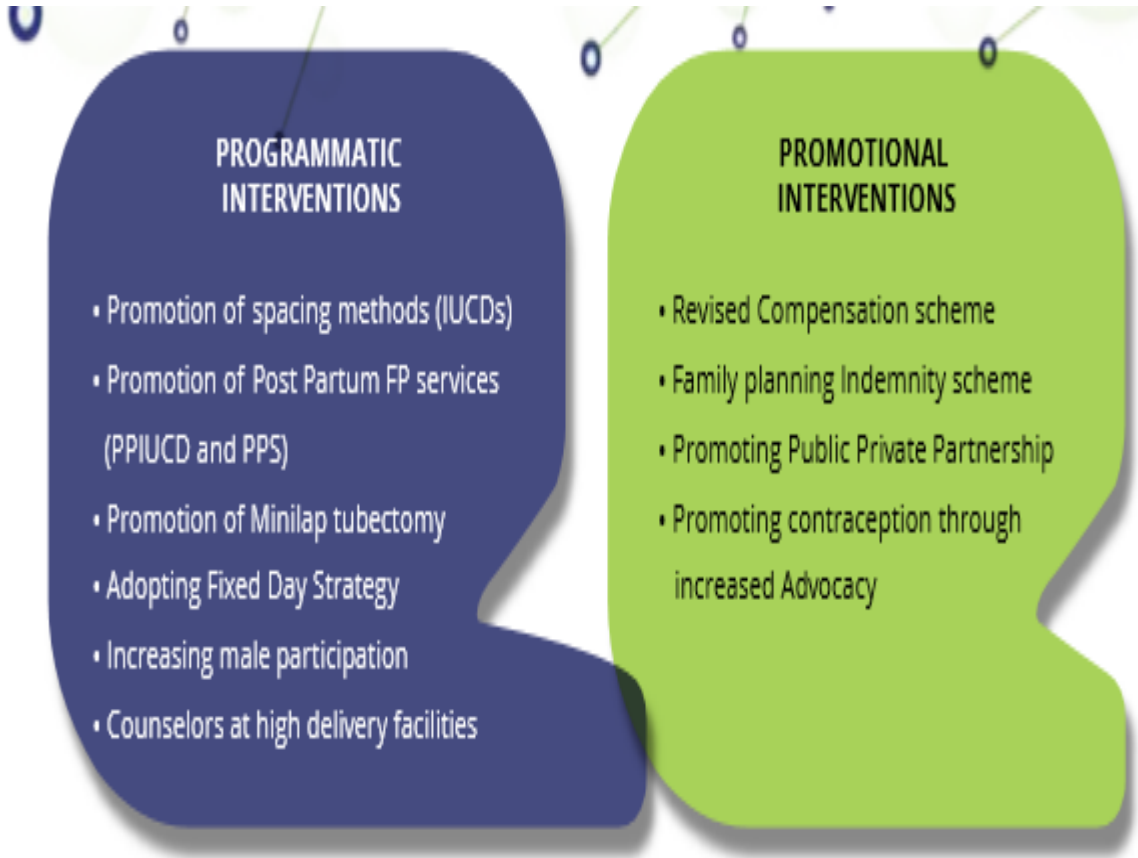 PROGRAMMATIC
INTERVENTIONS
• Promotion of spacing methods (IUCDs)
• Promotion of Post Partum FP services
(PPIUCD and PPS)
• Promotion of Minilap tubectomy
• Adopting Fixed Day Strategy
• Increasing male participation
• Counselors at high delivery facilities
PROMOTIONAL
INTERVENTIONS
• Revised Compensation scheme
• Family planning Indemnity scheme
• Promoting Public Private Partnership
• Promoting contraception through
increased Advocacy